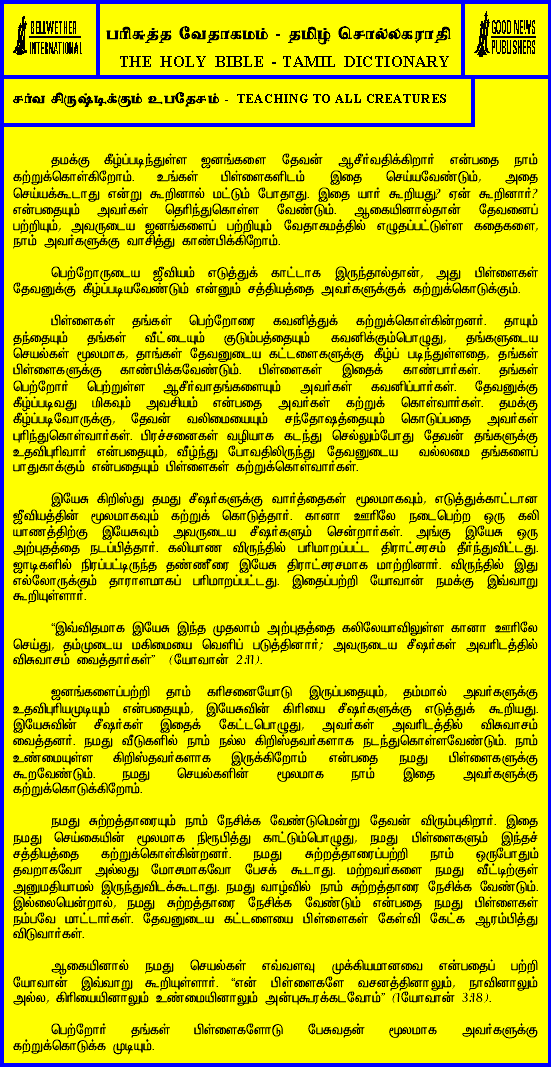 BELLWETHER
INTERNATIONAL
பரிசுத்த வேதாகமம் - தமிழ் சொல்லகராதி
THE HOLY BIBLE - TAMIL DICTIONARY
GOOD NEWS
PUBLISHERS
சர்வ சிருஷ்டிக்கும் உபதேசம் - TEACHING TO ALL CREATURES
தமக்கு கீழ்ப்படிந்துள்ள ஜனங்களை தேவன் ஆசீர்வதிக்கிறார் என்பதை நாம்
கற்றுக்கொள்கிறோம். உங்கள் பிள்ளைகளிடம் இதை செய்யவேண்டும், அதை
செய்யக்கூடாது என்று கூறினால் மட்டும் போதாது. இதை யார் கூறியது? ஏன் கூறினார்?
என்பதையும் அவர்கள் தெரிந்துகொள்ள வேண்டும். ஆகையினால்தான் தேவனைப்
பற்றியும், அவருடைய ஜனங்களைப் பற்றியும் வேதாகமத்தில் எழுதப்பட்டுள்ள கதைகளை,
நாம் அவர்களுக்கு வாசித்து காண்பிக்கிறோம்.
பெற்றோருடைய ஜீவியம் எடுத்துக் காட்டாக இருந்தால்தான், அது பிள்ளைகள்
தேவனுக்கு கீழ்ப்படியவேண்டும் என்னும் சத்தியத்தை அவர்களுக்குக் கற்றுக்கொடுக்கும்.
பிள்ளைகள் தங்கள் பெற்றோரை கவனித்துக் கற்றுக்கொள்கின்றனர். தாயும்
தந்தையும் தங்கள் வீட்டையும் குடும்பத்தையும் கவனிக்கும்பொழுது, தங்களுடைய
செயல்கள் மூலமாக, தாங்கள் தேவனுடைய கட்டளைகளுக்கு கீழ்ப் படிந்துள்ளதை, தங்கள்
பிள்ளைகளுக்கு காண்பிக்கவேண்டும். பிள்ளைகள் இதைக் காண்பார்கள். தங்கள்
பெற்றோர் பெற்றுள்ள ஆசீர்வாதங்களையும் அவர்கள் கவனிப்பார்கள். தேவனுக்கு
கீழ்ப்படிவது மிகவும் அவசியம் என்பதை அவர்கள் கற்றுக் கொள்வார்கள். தமக்கு
கீழ்ப்படிவோருக்கு, தேவன் வலிமையையும் சந்தோஷத்தையும் கொடுப்பதை அவர்கள்
புரிந்துகொள்வார்கள். பிரச்சனைகள் வழியாக கடந்து செல்லும்போது தேவன் தங்களுக்கு
உதவிபுரிவார் என்பதையும், வீழ்ந்து போவதிலிருந்து தேவனுடைய வல்லமை தங்களைப்
பாதுகாக்கும் என்பதையும் பிள்ளைகள் கற்றுக்கொள்வார்கள்.
இயேசு கிறிஸ்து தமது சீஷர்களுக்கு வார்த்தைகள் மூலமாகவும், எடுத்துக்காட்டான
ஜீவியத்தின் மூலமாகவும் கற்றுக் கொடுத்தார். கானா ஊரிலே நடைபெற்ற ஒரு கலி
யாணத்திற்கு இயேசுவும் அவருடைய சீஷர்களும் சென்றார்கள். அங்கு இயேசு ஒரு
அற்புதத்தை நடப்பித்தார். கலியாண விருந்தில் பரிமாறப்பட்ட திராட்சரசம் தீர்ந்துவிட்டது.
ஜாடிகளில் நிரப்பட்டிருந்த தண்ணீரை இயேசு திராட்சரசமாக மாற்றினார். விருந்தில் இது
எல்லோருக்கும் தாராளமாகப் பரிமாறப்பட்டது. இதைப்பற்றி யோவான் நமக்கு இவ்வாறு
கூறியுள்ளார்.
“இவ்விதமாக இயேசு இந்த முதலாம் அற்புதத்தை கலிலேயாவிலுள்ள கானா ஊரிலே
செய்து, தம்முடைய மகிமையை வெளிப் படுத்தினார்; அவருடைய சீஷர்கள் அவரிடத்தில்
விசுவாசம் வைத்தார்கள்” (யோவான் 2:11).
ஜனங்களைப்பற்றி தாம் கரிசனையோடு இருப்பதையும், தம்மால் அவர்களுக்கு
உதவிபுரியமுடியும் என்பதையும், இயேசுவின் கிரியை சீஷர்களுக்கு எடுத்துக் கூறியது.
இயேசுவின் சீஷர்கள் இதைக் கேட்டபொழுது, அவர்கள் அவரிடத்தில் விசுவாசம்
வைத்தனர். நமது வீடுகளில் நாம் நல்ல கிறிஸ்தவர்களாக நடந்துகொள்ளவேண்டும். நாம்
உண்மையுள்ள கிறிஸ்தவர்களாக இருக்கிறோம் என்பதை நமது பிள்ளைகளுக்கு
கூறவேண்டும். நமது செயல்களின் மூலமாக நாம் இதை அவர்களுக்கு
கற்றுக்கொடுக்கிறோம்.
நமது சுற்றத்தாரையும் நாம் நேசிக்க வேண்டுமென்று தேவன் விரும்புகிறார். இதை
நமது செய்கையின் மூலமாக நிரூபித்து காட்டும்பொழுது, நமது பிள்ளைகளும் இந்தச்
சத்தியத்தை கற்றுக்கொள்கின்றனர். நமது சுற்றத்தாரைப்பற்றி நாம் ஒருபோதும்
தவறாகவோ அல்லது மோசமாகவோ பேசக் கூடாது. மற்றவர்களை நமது வீட்டிற்குள்
அனுமதியாமல் இருந்துவிடக்கூடாது. நமது வாழ்வில் நாம் சுற்றத்தாரை நேசிக்க வேண்டும்.
இல்லையென்றால், நமது சுற்றத்தாரை நேசிக்க வேண்டும் என்பதை நமது பிள்ளைகள்
நம்பவே மாட்டார்கள். தேவனுடைய கட்டளையை பிள்ளைகள் கேள்வி கேட்க ஆரம்பித்து
விடுவார்கள்.
ஆகையினால் நமது செயல்கள் எவ்வளவு முக்கியமானவை என்பதைப் பற்றி
யோவான் இவ்வாறு கூறியுள்ளார். “என் பிள்ளைகளே வசனத்தினாலும், நாவினாலும்
அல்ல, கிரியையினாலும் உண்மையினாலும் அன்புகூரக்கடவோம்” (1யோவான் 3:18).
பெற்றோர் தங்கள் பிள்ளைகளோடு பேசுவதன் மூலமாக அவர்களுக்கு
கற்றுக்கொடுக்க முடியும்.